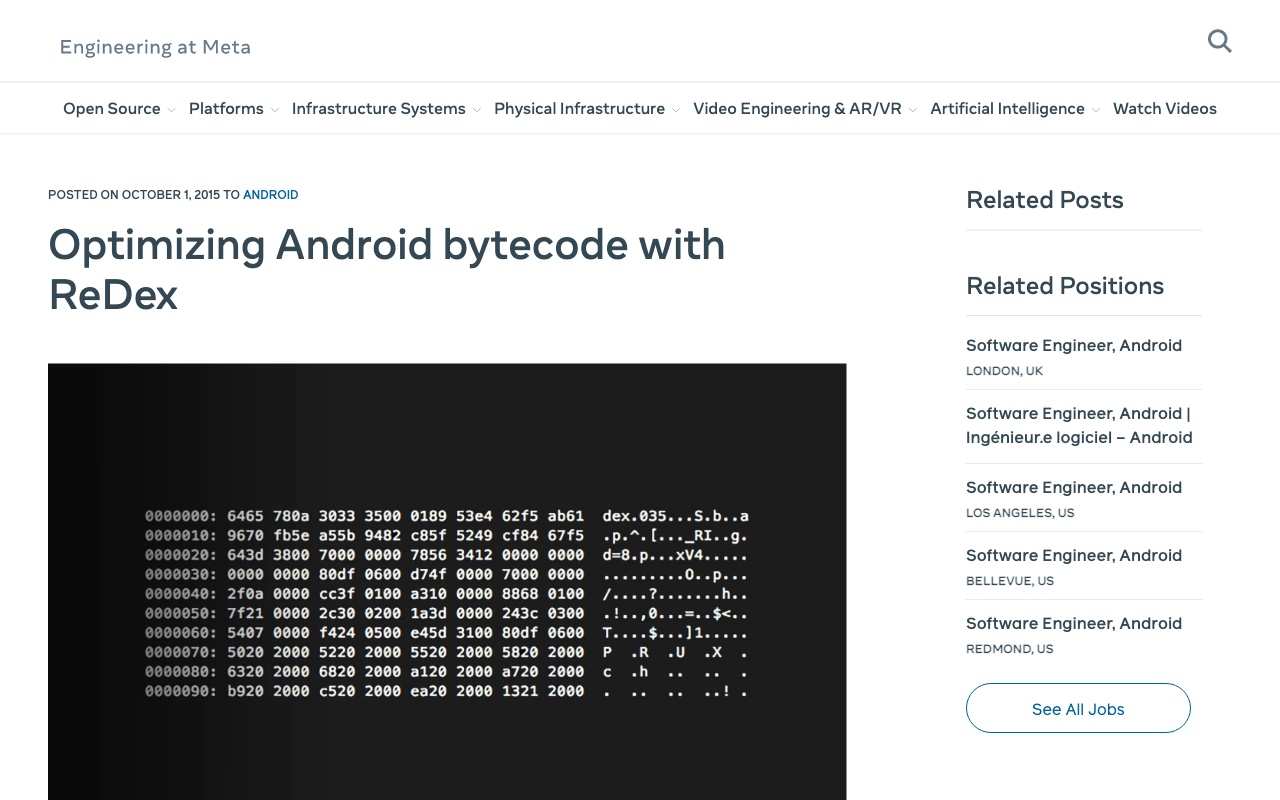 Engineering at Meta
Open Source
Platforms
Infrastructure Systems
Physical Infrastructure
Video Engineering & AR/VR
Artificial Intelligence
Watch Videos
POSTED ON OCTOBER 1, 2015 TO ANDROID
Optimizing Android bytecode with
ReDex
0000000: 6465 780a 3033 3500 0189 53e4 62f5 ab61  dex.035...S.b..a
0000010: 9670 fb5e a55b 9482 c85f 5249 cf84 67f5  .p.^.[..._RI..g.
0000020: 643d 3800 7000 0000 7856 3412 0000 0000  d=8.p...xV4.....
0000030: 0000 0000 80df 0600 d74f 0000 7000 0000  .........O..p...
0000040: 2f0a 0000 cc3f 0100 a310 0000 8868 0100  /....?.......h..
0000050: 7f21 0000 2c30 0200 1a3d 0000 243c 0300  .!..,0...=..$<..
0000060: 5407 0000 f424 0500 e45d 3100 80df 0600  T....$...]1.....
0000070: 5020 2000 5220 2000 5520 2000 5820 2000  P  .R  .U  .X  .
0000080: 6320 2000 6820 2000 a120 2000 a720 2000  c  .h  ..  ..  .
0000090: b920 2000 c520 2000 ea20 2000 1321 2000  .  ..  ..  ..! .
Related Posts
Related Positions
Software Engineer, Android
LONDON, UK
Software Engineer, Android |
Ingénieur.e logiciel – Android
Software Engineer, Android
LOS ANGELES, US
Software Engineer, Android
BELLEVUE, US
Software Engineer, Android
REDMOND, US
See All Jobs